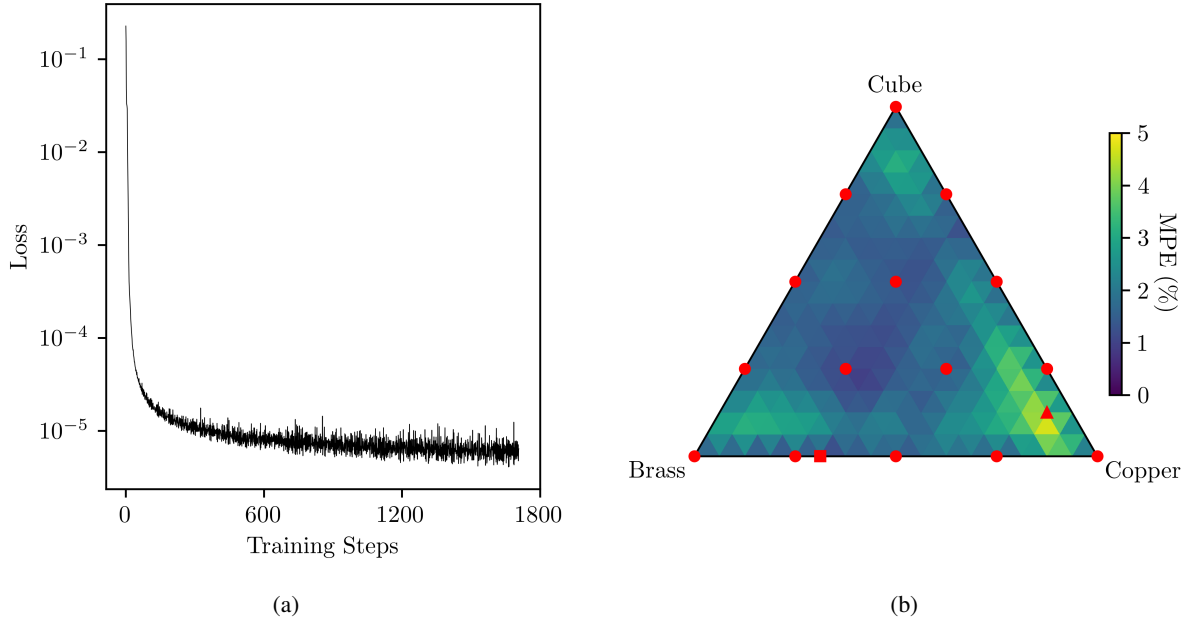 10⁻¹
10⁻²
10⁻³
10⁻⁴
10⁻⁵
Loss
0 600 1200 1800
Training Steps
(a)
Cube
Brass
Copper
5
4
3
2
1
0
MPE (%)
(b)